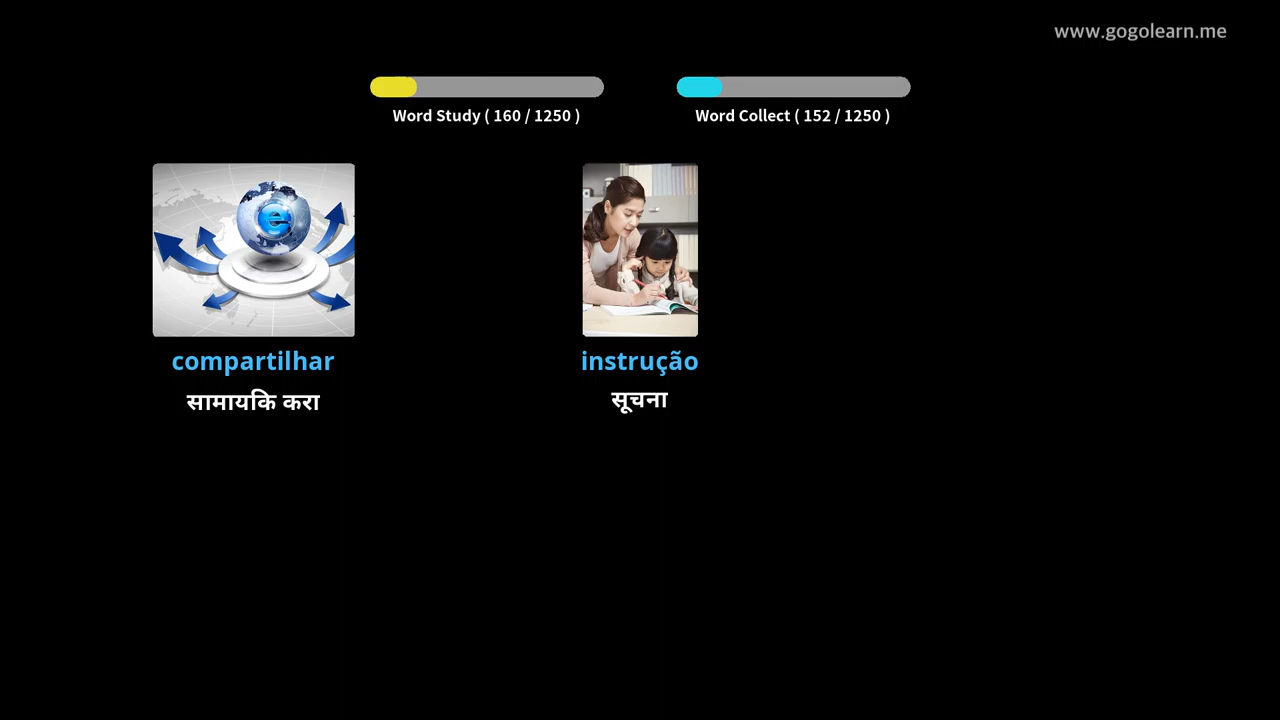 www.gogolearn.me
Word Study ( 160 / 1250 )
Word Collect ( 152 / 1250 )
e
compartilhar
instrução
सामायकि करा
सूचना